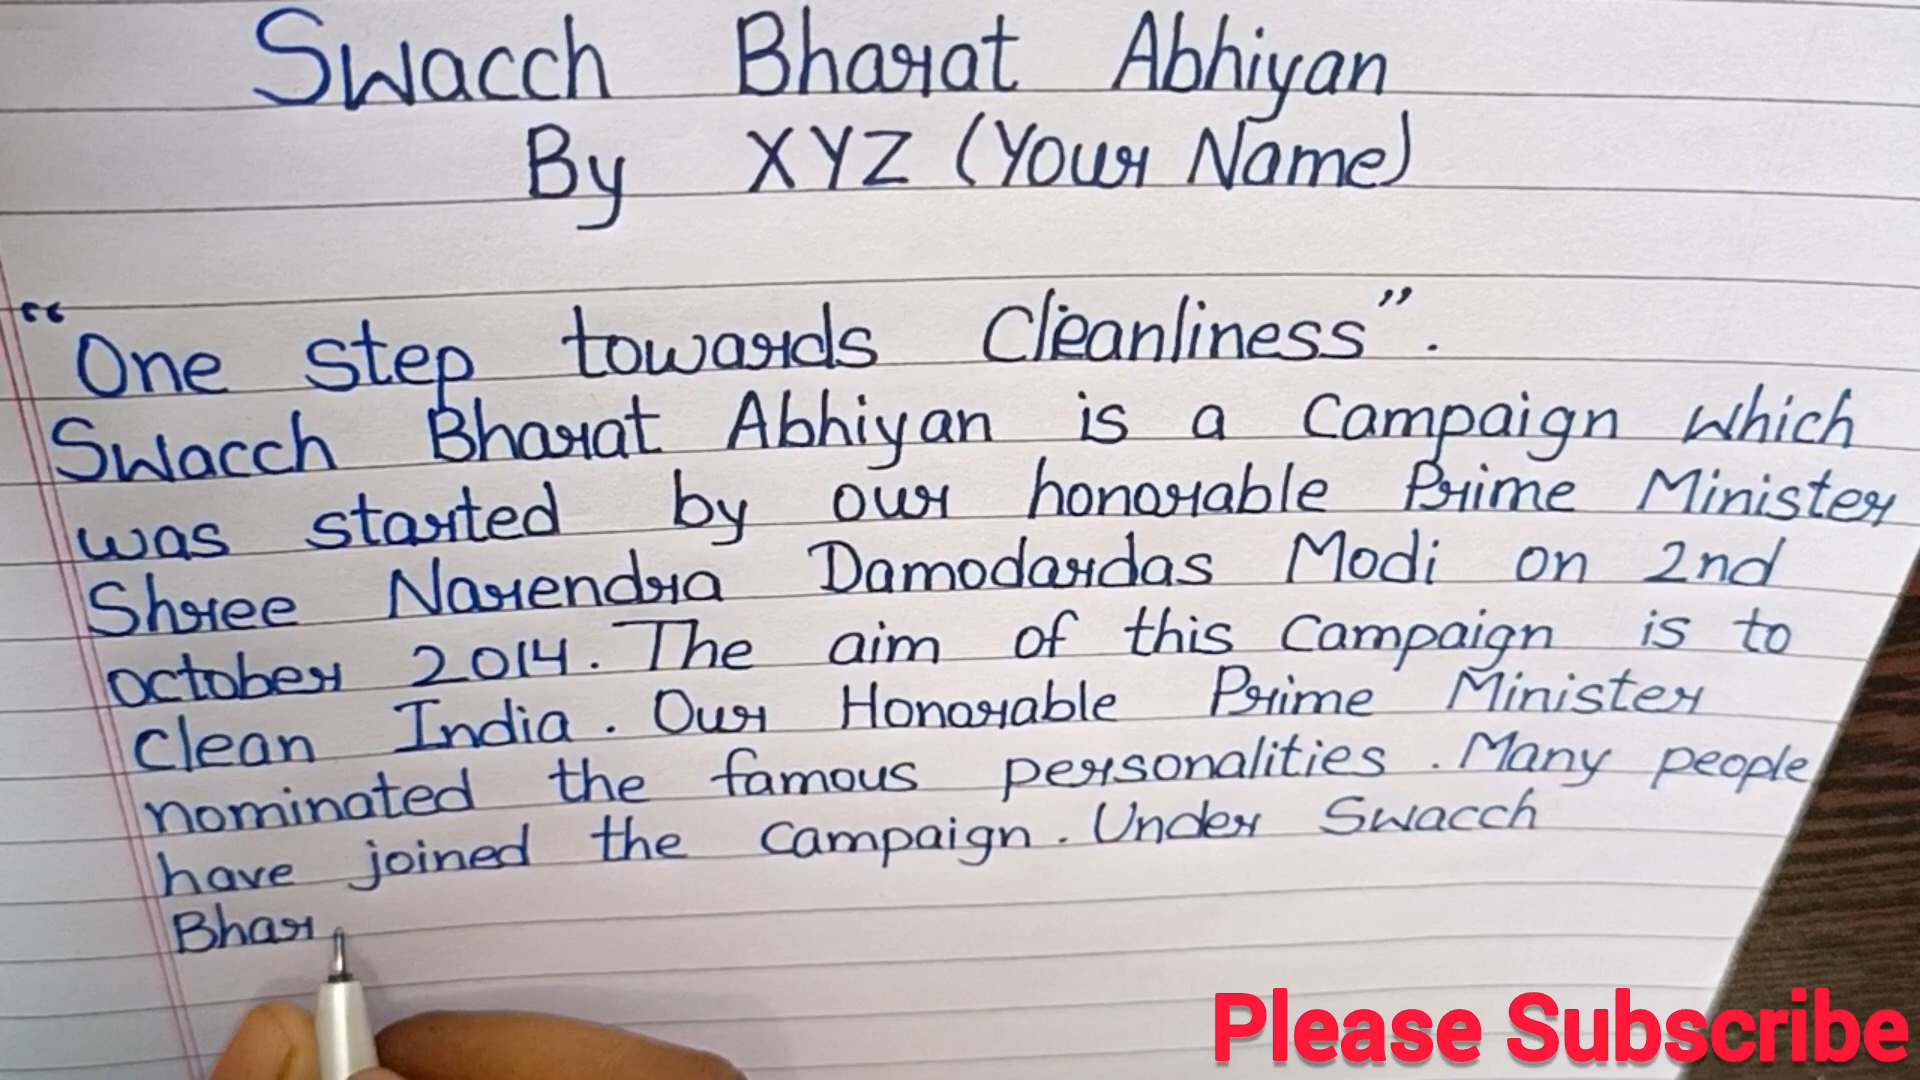 Swacch Bharat Abhiyan
By XYZ (Your Name)
"One step towards Cleanliness".
Swacch Bharat Abhiyan is a Campaign which
was started by our honorable Prime Minister
Shree Narendra Damodardas Modi on 2nd
october 2014. The aim of this Campaign is to
Clean India. Our Honorable Prime Minister
nominated the famous personalities. Many people
have joined the Campaign. Under Swacch
Bhar
Please Subscribe